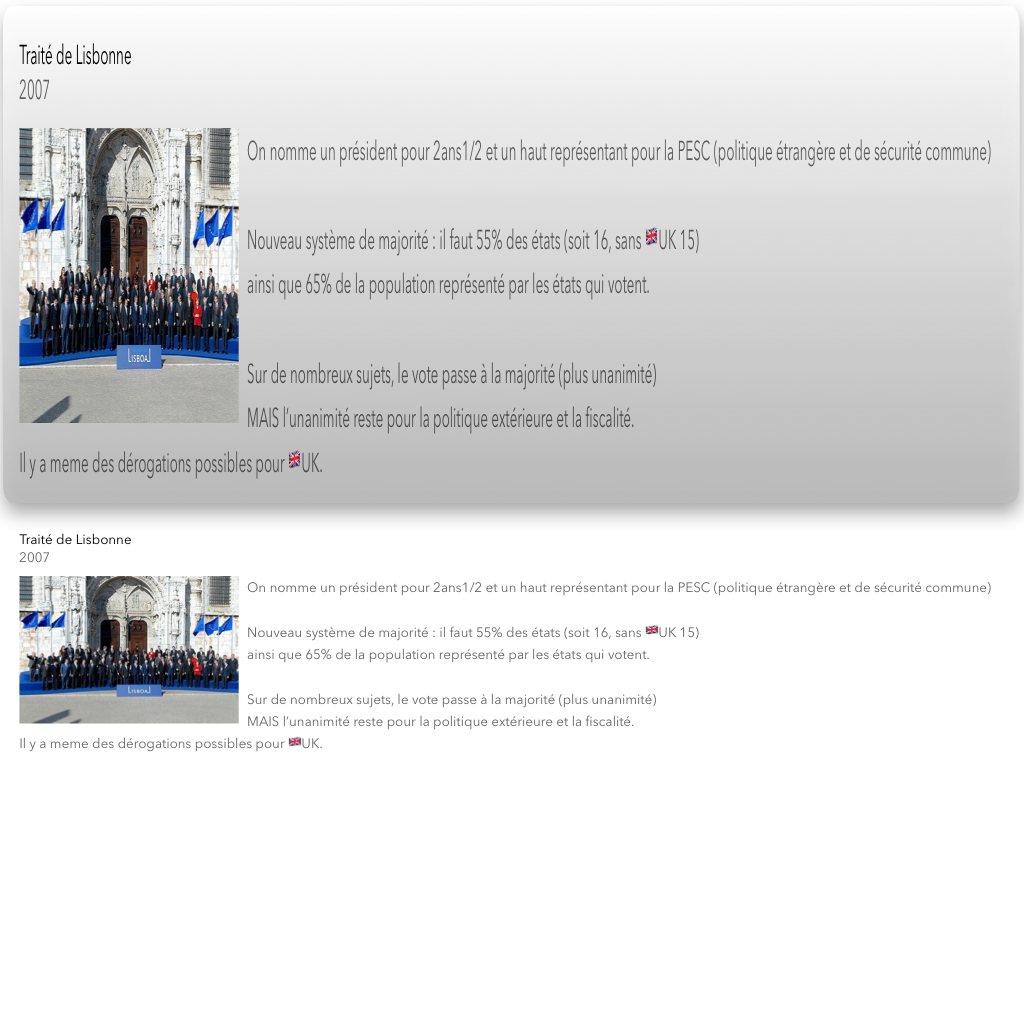 Traité de Lisbonne
2007
On nomme un président pour 2ans1/2 et un haut représentant pour la PESC (politique étrangère et de sécurité commune)
Nouveau système de majorité : il faut 55% des états (soit 16, sans 🇬🇧UK 15)
ainsi que 65% de la population représenté par les états qui votent.
Sur de nombreux sujets, le vote passe à la majorité (plus unanimité)
MAIS l’unanimité reste pour la politique extérieure et la fiscalité.
LISBOA
Il y a meme des dérogations possibles pour 🇬🇧UK.
Traité de Lisbonne
2007
On nomme un président pour 2ans1/2 et un haut représentant pour la PESC (politique étrangère et de sécurité commune)
Nouveau système de majorité : il faut 55% des états (soit 16, sans 🇬🇧UK 15)
ainsi que 65% de la population représenté par les états qui votent.
Sur de nombreux sujets, le vote passe à la majorité (plus unanimité)
MAIS l’unanimité reste pour la politique extérieure et la fiscalité.
LISBOA
Il y a meme des dérogations possibles pour 🇬🇧UK.